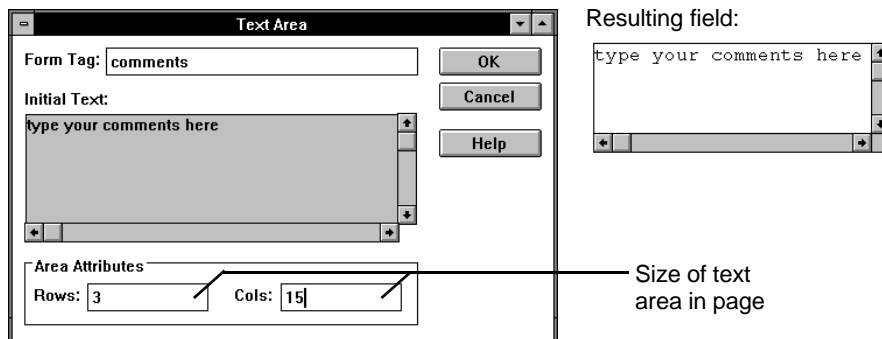 Text Area
Form Tag: comments
OK
Initial Text:
Cancel
type your comments here
Help
Area Attributes
Rows: 3 Cols: 15
Resulting field:
type your comments here
Size of text
area in page